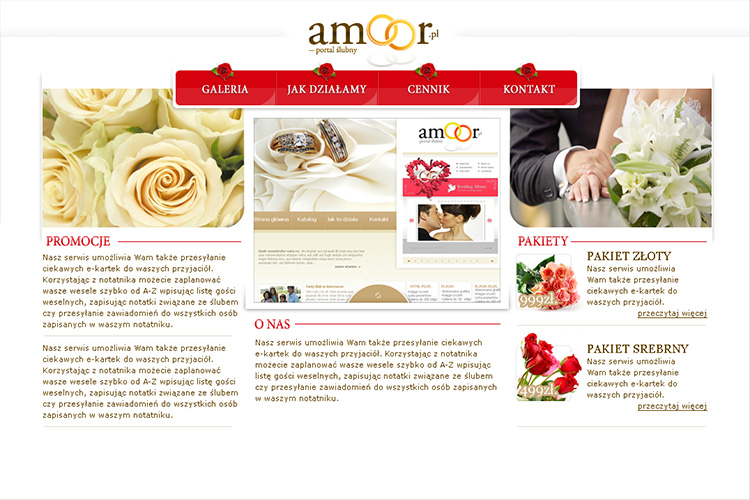 amoor.pl
portal ślubny
GALERIA
JAK DZIAŁAMY
CENNIK
KONTAKT
amoor
portal ślubny
Strona główna Katalog Jak to działa Kontakt
PROMOCJE
Nasz serwis umożliwia Wam także przesyłanie
ciekawych e-kartek do waszych przyjaciół.
Korzystając z notatnika możecie zaplanować
wasze wesele szybko od A-Z wpisując listę gości
weselnych, zapisując notatki związane ze ślubem
czy przesyłanie zawiadomień do wszystkich osób
zapisanych w waszym notatniku.
Nasz serwis umożliwia Wam także przesyłanie
ciekawych e-kartek do waszych przyjaciół.
Korzystając z notatnika możecie zaplanować
wasze wesele szybko od A-Z wpisując listę gości
weselnych, zapisując notatki związane ze ślubem
czy przesyłanie zawiadomień do wszystkich osób
zapisanych w waszym notatniku.
O NAS
Nasz serwis umożliwia Wam także przesyłanie ciekawych
e-kartek do waszych przyjaciół. Korzystając z notatnika
możecie zaplanować wasze wesele szybko od A-Z wpisując
listę gości weselnych, zapisując notatki związane ze ślubem
czy przesyłanie zawiadomień do wszystkich osób zapisanych
w waszym notatniku.
PAKIETY
PAKIET ZŁOTY
Nasz serwis umożliwia
Wam także przesyłanie
ciekawych e-kartek do
waszych przyjaciół.
999zł
przeczytaj więcej
PAKIET SREBRNY
Nasz serwis umożliwia
Wam także przesyłanie
ciekawych e-kartek do
waszych przyjaciół.
499zł
przeczytaj więcej